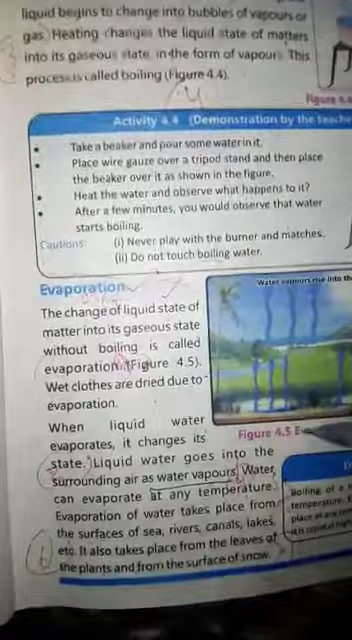 liquid begins to change into bubbles of vapours or
gas. Heating changes the liquid state of matters
into its gaseous state in the form of vapours. This
process is called boiling (Figure 4.4).
Figure 4.4
Activity 4.4 (Demonstration by the teache
• Take a beaker and pour some water in it.
• Place wire gauze over a tripod stand and then place
the beaker over it as shown in the figure.
• Heat the water and observe what happens to it?
• After a few minutes, you would observe that water
starts boiling.
Cautions: (i) Never play with the burner and matches.
(ii) Do not touch boiling water.
Evaporation
The change of liquid state of
matter into its gaseous state
without boiling is called
evaporation (Figure 4.5).
Wet clothes are dried due to
evaporation.
When liquid water
evaporates, it changes its
state. Liquid water goes into the
surrounding air as water vapours. Water
can evaporate at any temperature.
Evaporation of water takes place from
the surfaces of sea, rivers, canals, lakes,
etc. It also takes place from the leaves of
the plants and from the surface of snow.
Water vapours rise into the
Figure 4.5 Ev
Boiling of a
temperature.
place at any